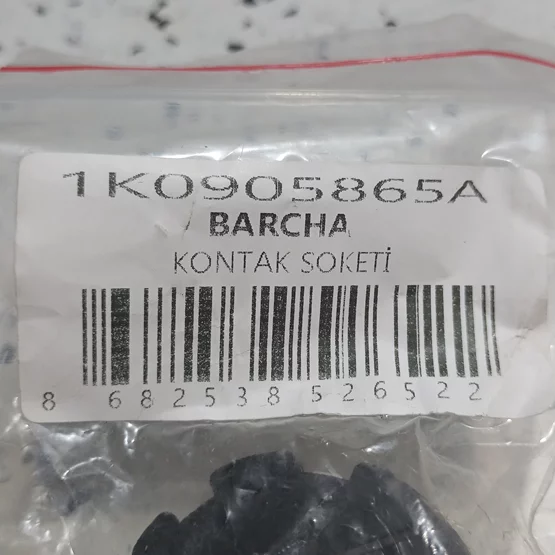 1K0905865A
BARCHA
KONTAK SOKETİ
8 682538 526522